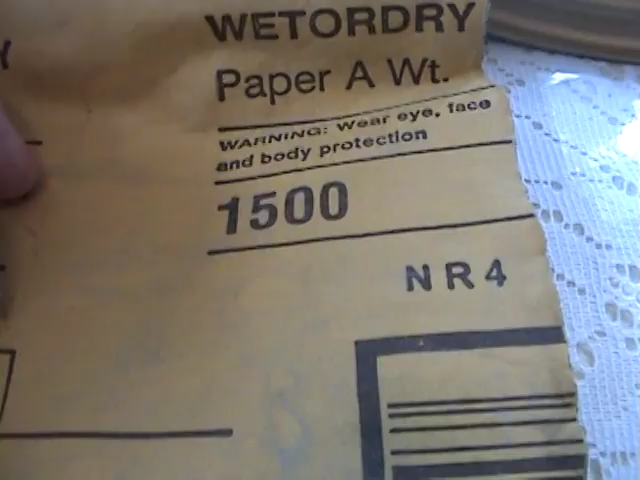 WETORDRY
Y
Paper A Wt.
WARNING: Wear eye, face
and body protection
1500
NR4